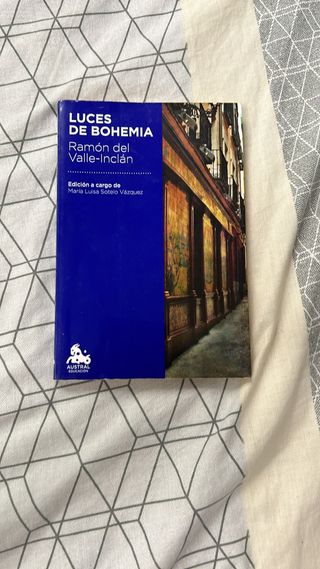 LUCES
DE BOHEMIA
Ramón del
Valle-Inclán
Edición a cargo de
María Luisa Sotelo Vázquez
AUSTRAL
EDUCACIÓN